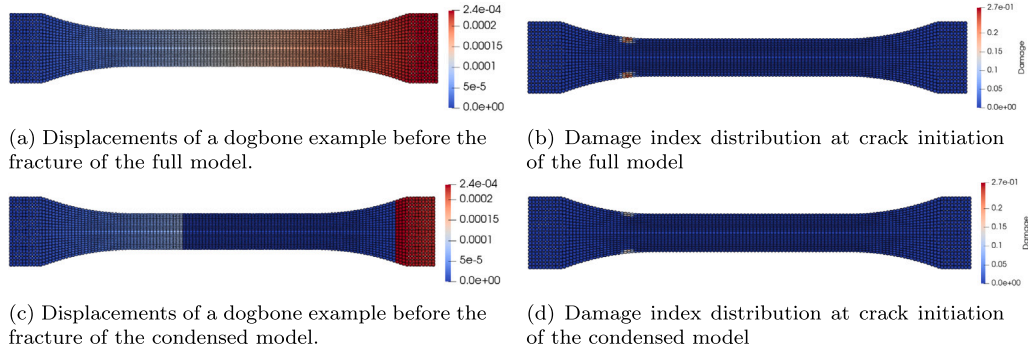 2.4e-04
0.0002
0.00015
0.0001
5e-5
0.0e+00
2.7e-01
0.2
0.15
0.1
0.05
0.0e+00
Damage
(a) Displacements of a dogbone example before the
fracture of the full model.
(b) Damage index distribution at crack initiation
of the full model
2.4e-04
0.0002
0.00015
0.0001
5e-5
0.0e+00
2.7e-01
0.2
0.15
0.1
0.05
0.0e+00
Damage
(c) Displacements of a dogbone example before the
fracture of the condensed model.
(d) Damage index distribution at crack initiation
of the condensed model